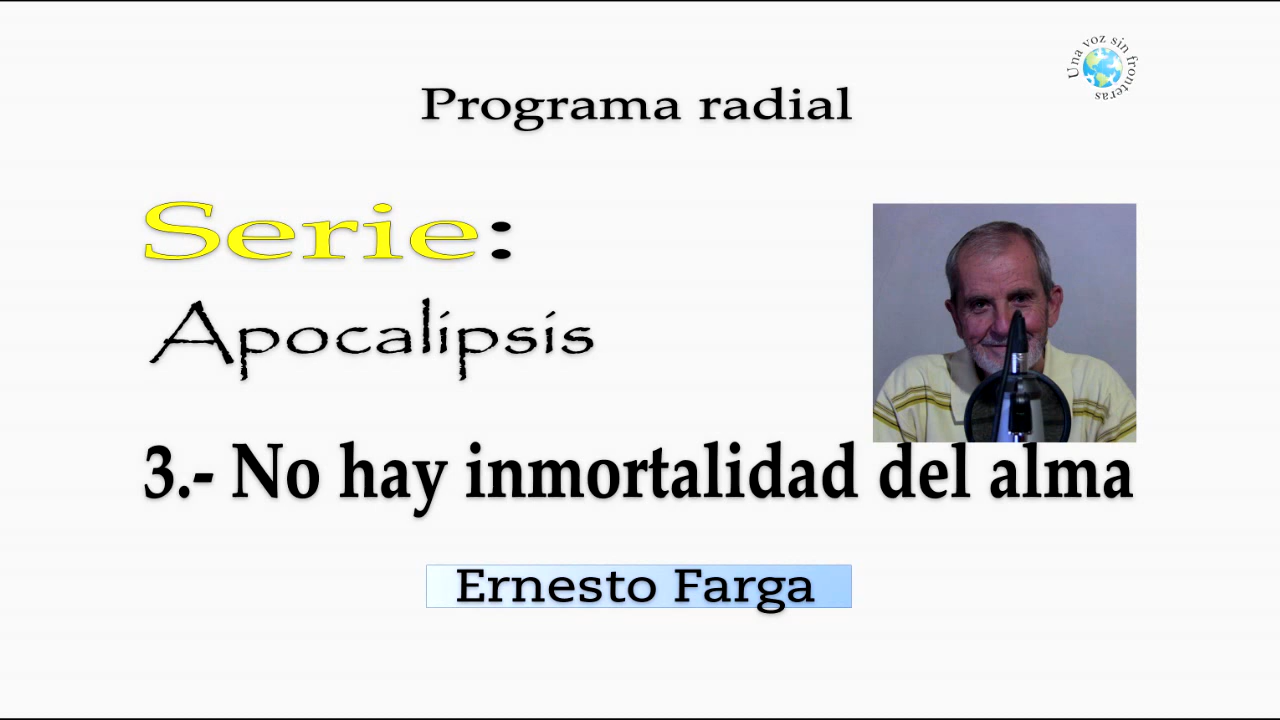 Una voz sin fronteras
Programa radial
Serie:
Apocalipsis
3.- No hay inmortalidad del alma
Ernesto Farga